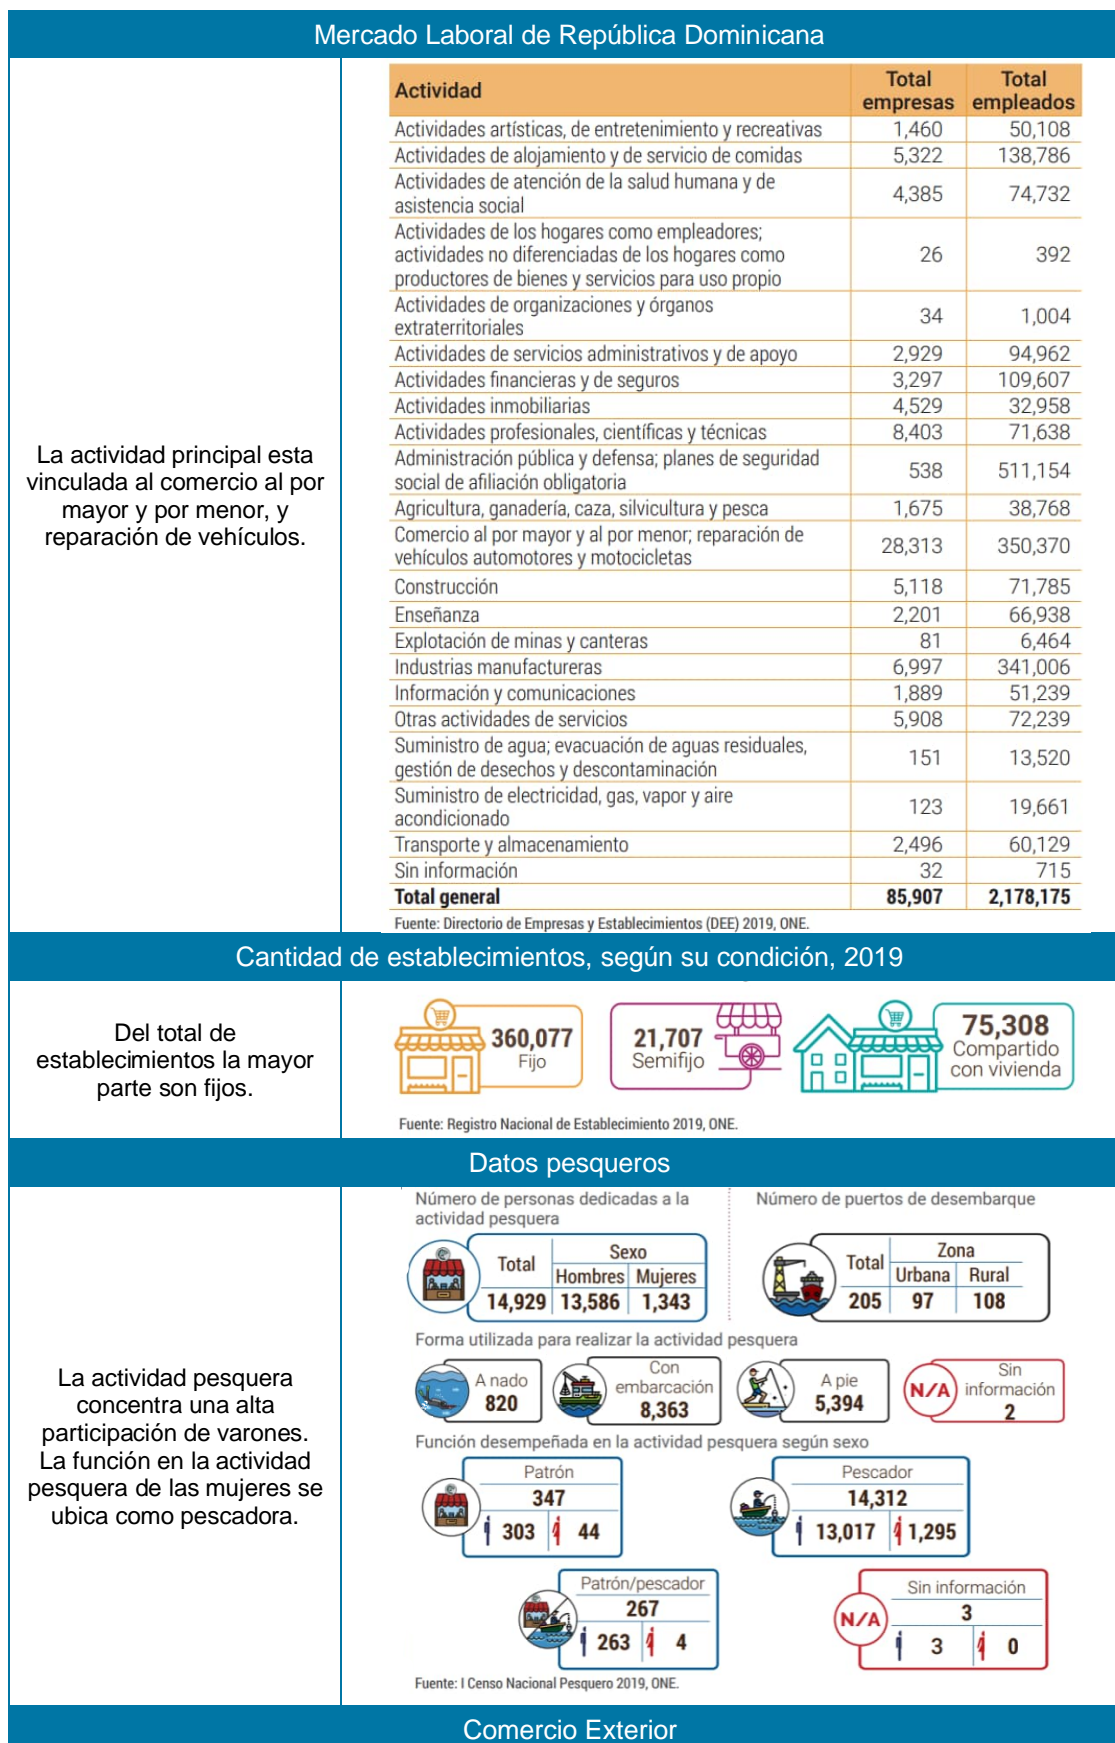 Mercado Laboral de República Dominicana
La actividad principal esta
vinculada al comercio al por
mayor y por menor, y
reparación de vehículos.
Actividad Total empresas Total empleados
Actividades artísticas, de entretenimiento y recreativas 1,460 50,108
Actividades de alojamiento y de servicio de comidas 5,322 138,786
Actividades de atención de la salud humana y de
asistencia social 4,385 74,732
Actividades de los hogares como empleadores;
actividades no diferenciadas de los hogares como
productores de bienes y servicios para uso propio 26 392
Actividades de organizaciones y órganos
extraterritoriales 34 1,004
Actividades de servicios administrativos y de apoyo 2,929 94,962
Actividades financieras y de seguros 3,297 109,607
Actividades inmobiliarias 4,529 32,958
Actividades profesionales, científicas y técnicas 8,403 71,638
Administración pública y defensa; planes de seguridad
social de afiliación obligatoria 538 511,154
Agricultura, ganadería, caza, silvicultura y pesca 1,675 38,768
Comercio al por mayor y al por menor; reparación de
vehículos automotores y motocicletas 28,313 350,370
Construcción 5,118 71,785
Enseñanza 2,201 66,938
Explotación de minas y canteras 81 6,464
Industrias manufactureras 6,997 341,006
Información y comunicaciones 1,889 51,239
Otras actividades de servicios 5,908 72,239
Suministro de agua; evacuación de aguas residuales,
gestión de desechos y descontaminación 151 13,520
Suministro de electricidad, gas, vapor y aire
acondicionado 123 19,661
Transporte y almacenamiento 2,496 60,129
Sin información 32 715
Total general 85,907 2,178,175
Fuente: Directorio de Empresas y Establecimientos (DEE) 2019, ONE.
Cantidad de establecimientos, según su condición, 2019
Del total de
establecimientos la mayor
parte son fijos.
360,077
Fijo
21,707
Semifijo
75,308
Compartido
con vivienda
Fuente: Registro Nacional de Establecimiento 2019, ONE.
Datos pesqueros
La actividad pesquera
concentra una alta
participación de varones.
La función en la actividad
pesquera de las mujeres se
ubica como pescadora.
Número de personas dedicadas a la
actividad pesquera
Total Sexo
Hombres Mujeres
14,929 13,586 1,343
Número de puertos de desembarque
Total Zona
Urbana Rural
205 97 108
Forma utilizada para realizar la actividad pesquera
A nado
820
Con
embarcación
8,363
A pie
5,394
N/A
Sin
información
2
Función desempeñada en la actividad pesquera según sexo
Patrón
347
303 44
Pescador
14,312
13,017 1,295
Patrón/pescador
267
263 4
N/A
Sin información
3
3 0
Fuente: I Censo Nacional Pesquero 2019, ONE.
Comercio Exterior